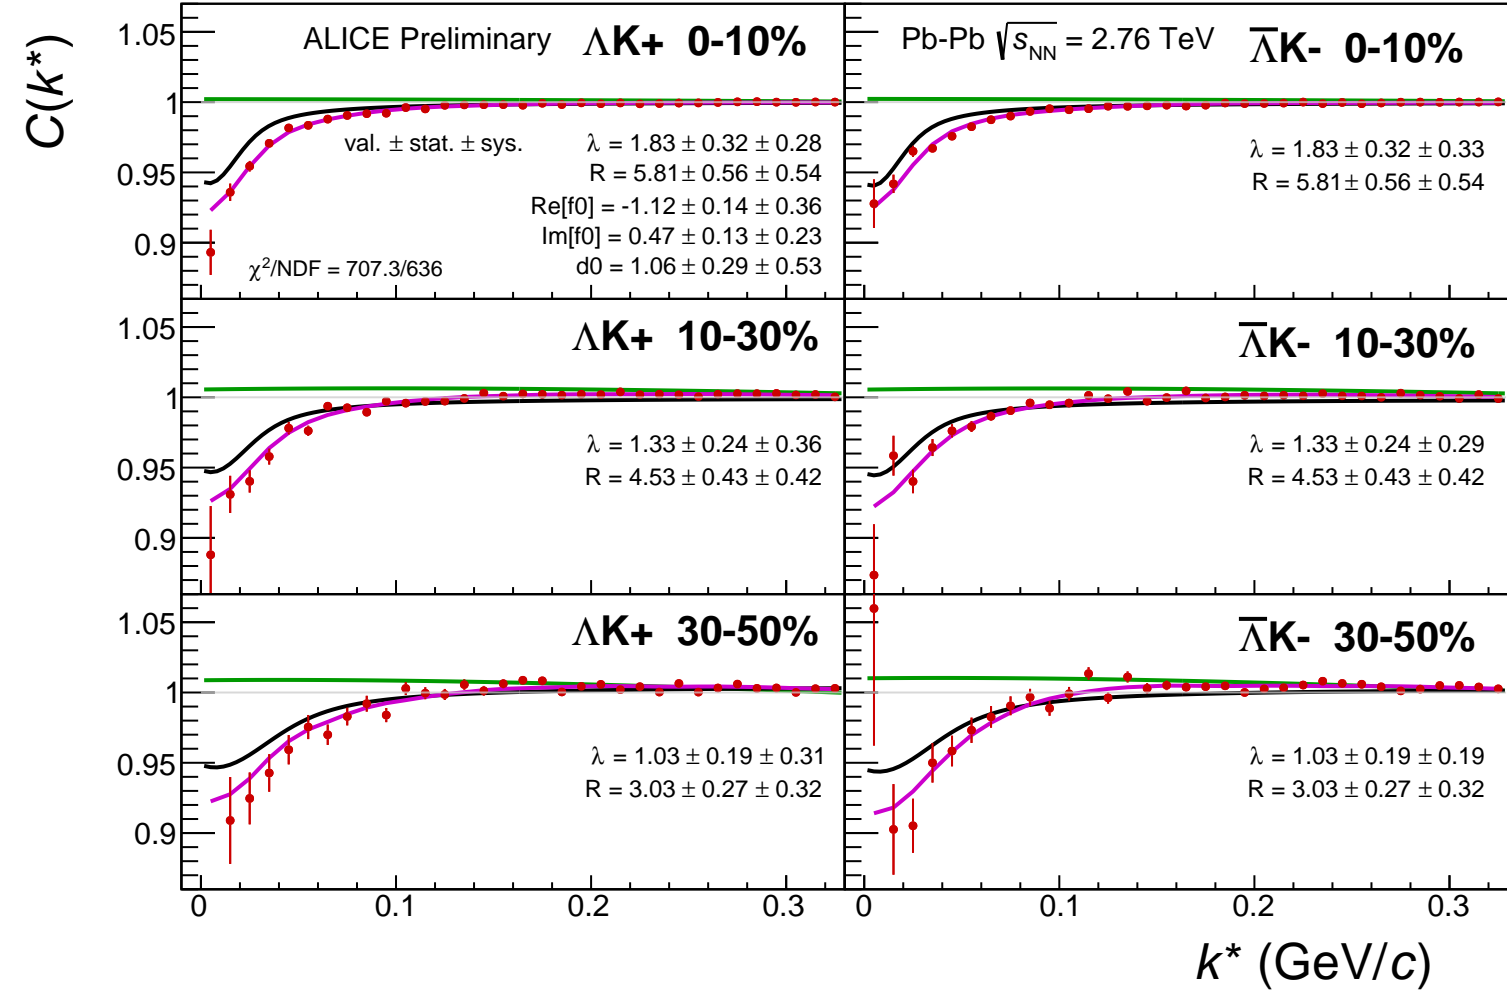 C(k*)
ALICE Preliminary ΛK+ 0-10%
val. ± stat. ± sys.
λ = 1.83 ± 0.32 ± 0.28
R = 5.81 ± 0.56 ± 0.54
Re[f0] = -1.12 ± 0.14 ± 0.36
Im[f0] = 0.47 ± 0.13 ± 0.23
d0 = 1.06 ± 0.29 ± 0.53
χ²/NDF = 707.3/636
1.05
1
0.95
0.9
Pb-Pb √sNN = 2.76 TeV Λ̅K- 0-10%
λ = 1.83 ± 0.32 ± 0.33
R = 5.81 ± 0.56 ± 0.54
ΛK+ 10-30%
λ = 1.33 ± 0.24 ± 0.36
R = 4.53 ± 0.43 ± 0.42
1.05
1
0.95
0.9
Λ̅K- 10-30%
λ = 1.33 ± 0.24 ± 0.29
R = 4.53 ± 0.43 ± 0.42
ΛK+ 30-50%
λ = 1.03 ± 0.19 ± 0.31
R = 3.03 ± 0.27 ± 0.32
1.05
1
0.95
0.9
Λ̅K- 30-50%
λ = 1.03 ± 0.19 ± 0.19
R = 3.03 ± 0.27 ± 0.32
0 0.1 0.2 0.3
0 0.1 0.2 0.3
k* (GeV/c)